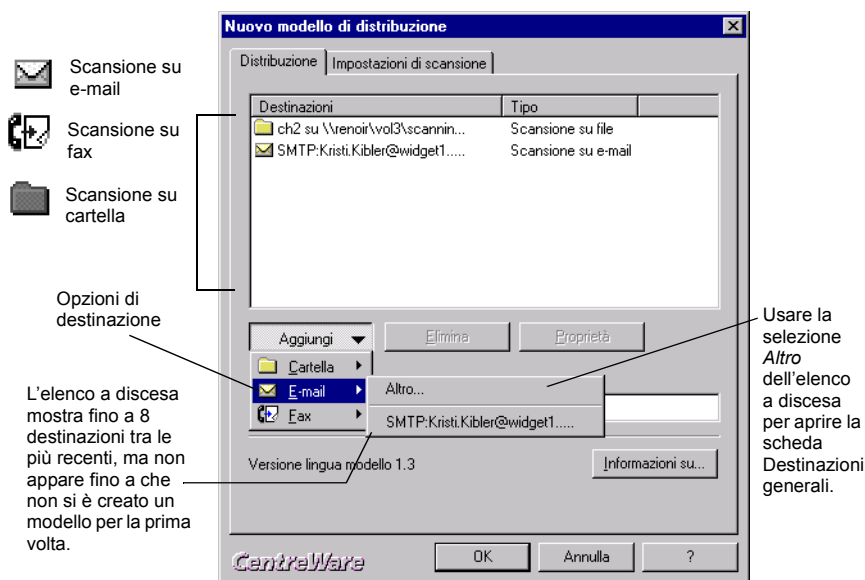 Nuovo modello di distribuzione
Distribuzione
Impostazioni di scansione
Scansione su
e-mail
Scansione su
fax
Scansione su
cartella
Destinazioni
Tipo
ch2 su \\renoir\vol3\scannin...
Scansione su file
SMTP:Kristi.Kibler@widget1.....
Scansione su e-mail
Opzioni di
destinazione
Aggiungi
Elimina
Proprietà
Cartella
E-mail
Fax
Altro...
SMTP:Kristi.Kibler@widget1.....
Usare la
selezione
Altro
dell'elenco
a discesa
per aprire la
scheda
Destinazioni
generali.
L'elenco a discesa
mostra fino a 8
destinazioni tra le
più recenti, ma non
appare fino a che
non si è creato un
modello per la prima
volta.
Versione lingua modello 1.3
Informazioni su...
CentreWare
OK
Annulla
?